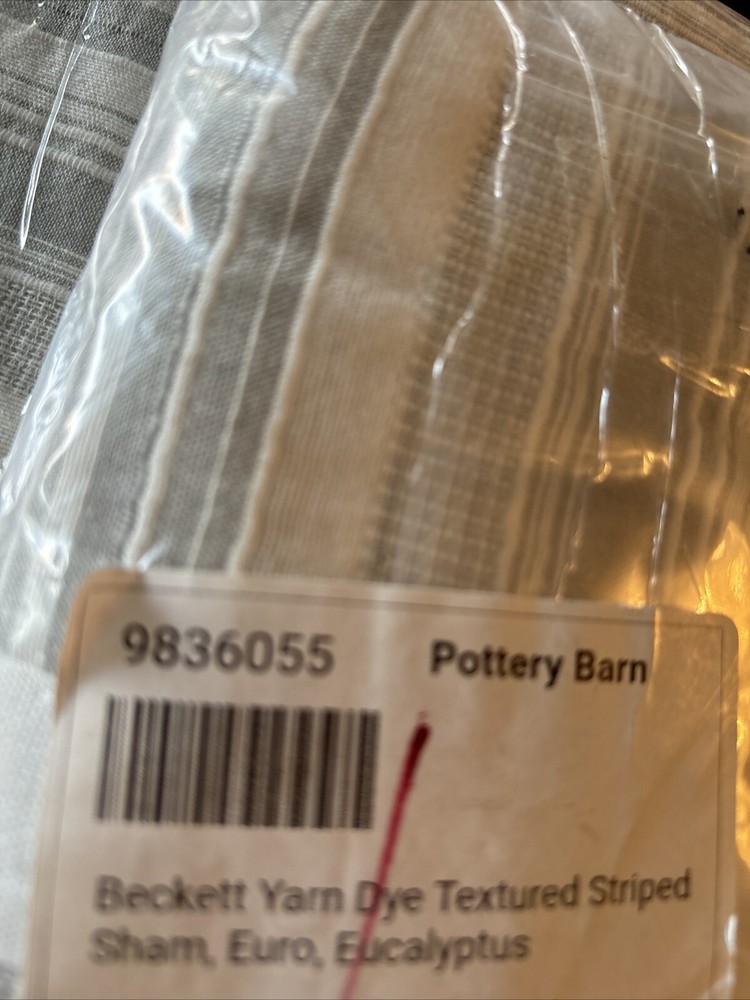 9836055 Pottery Barn
Beckett Yarn Dye Textured Striped
Sham, Euro, Eucalyptus